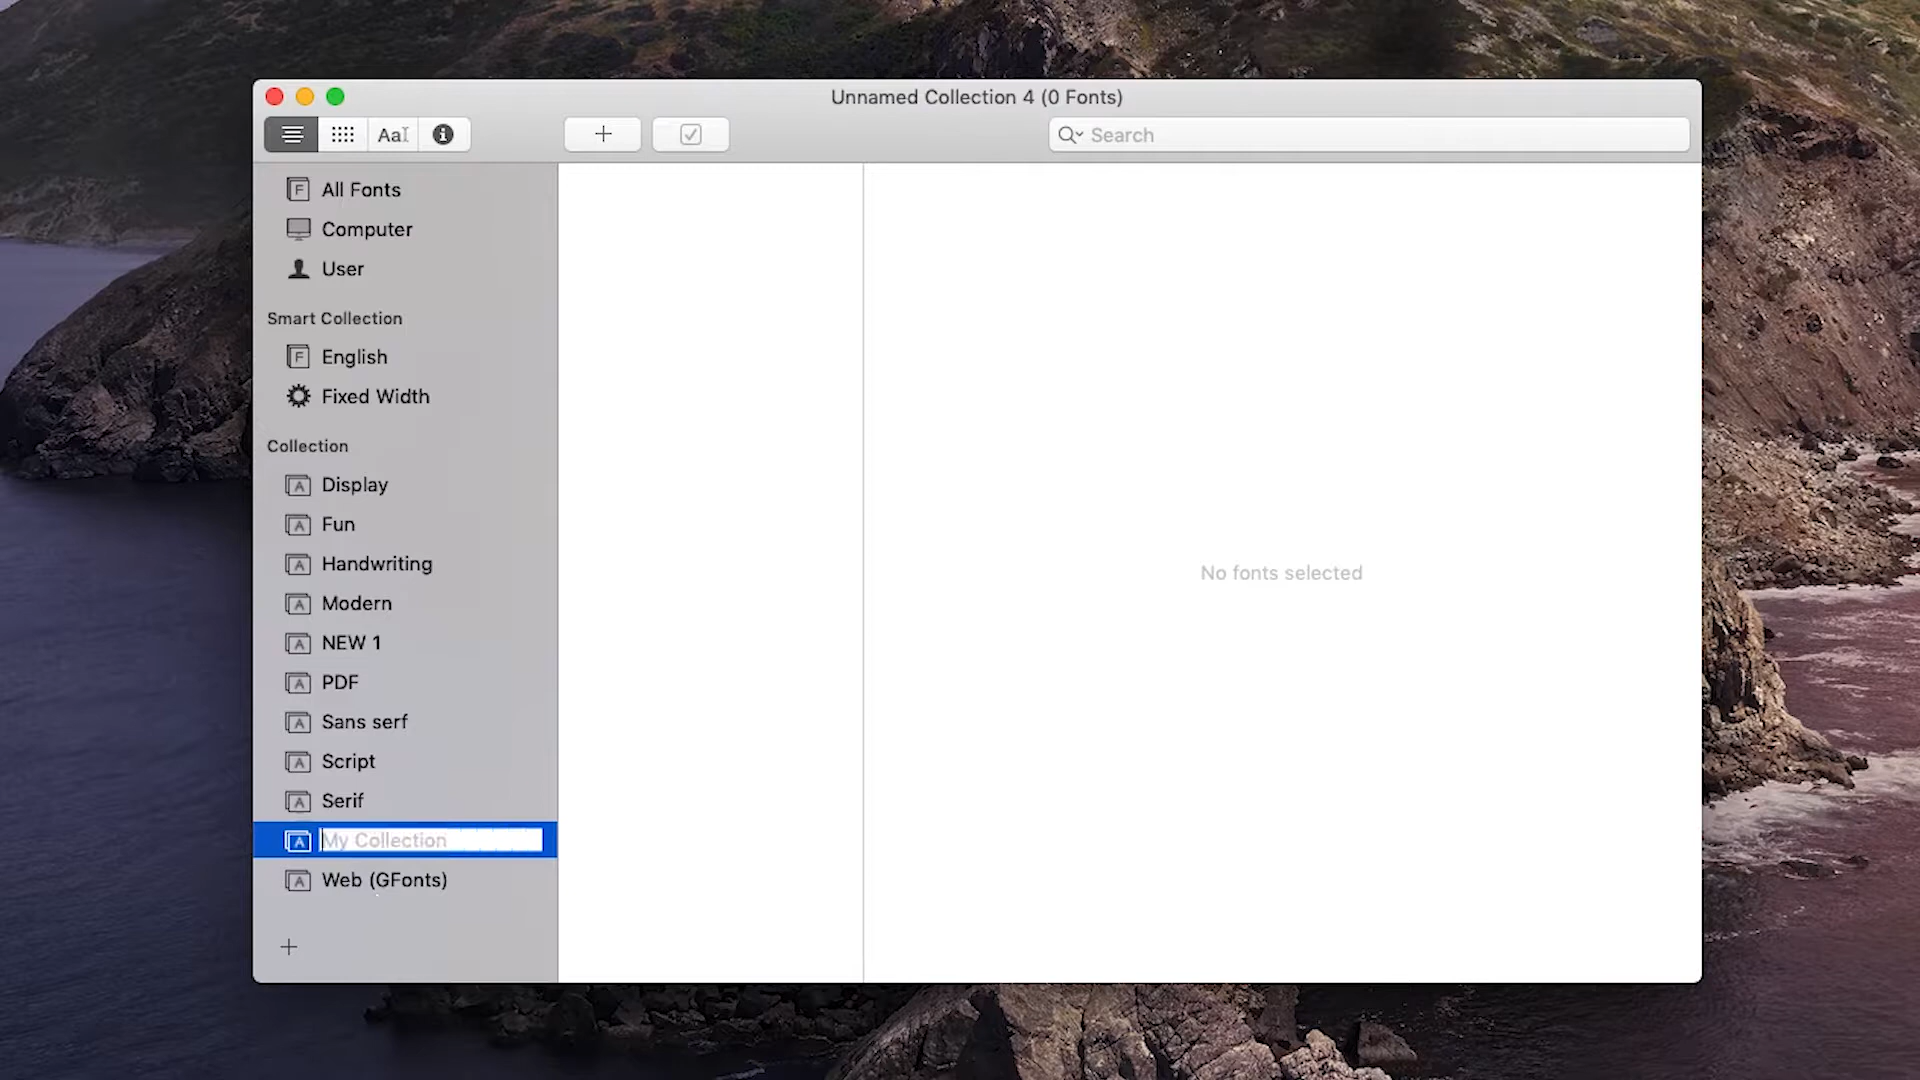 Unnamed Collection 4 (0 Fonts)
Aa
Search
All Fonts
Computer
User
Smart Collection
English
Fixed Width
Collection
Display
Fun
Handwriting
Modern
NEW 1
PDF
Sans serf
Script
Serif
My Collection
Web (GFonts)
No fonts selected